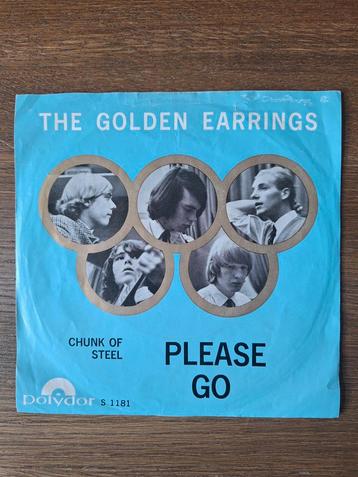 THE GOLDEN EARRINGS
CHUNK OF
STEEL
PLEASE
GO
polydor S 1181